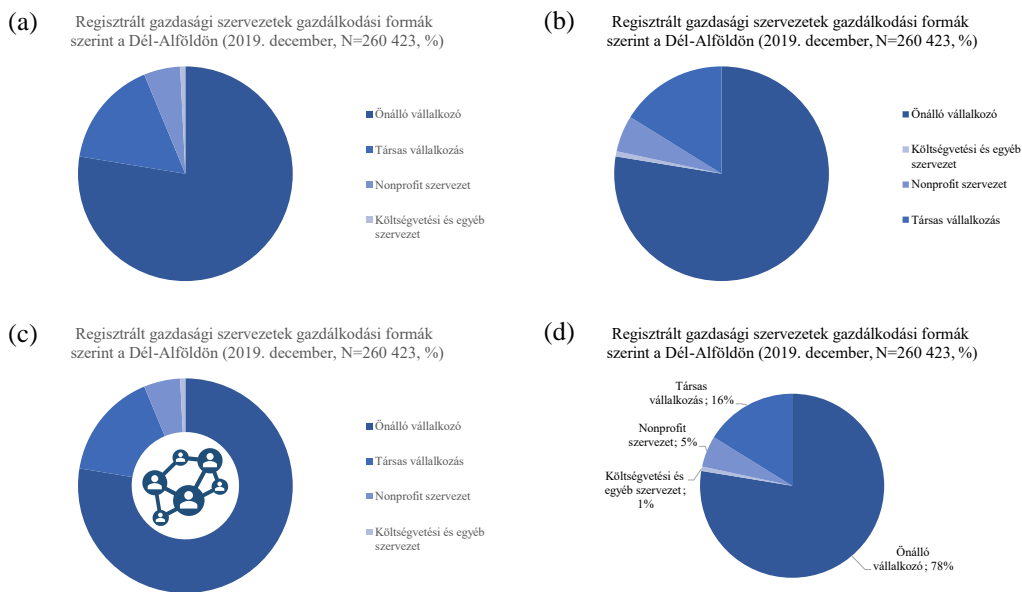 (a)
Regisztrált gazdasági szervezetek gazdálkodási formák
szerint a Dél-Alföldön (2019. december, N=260 423, %)
Önálló vállalkozó
Társas vállalkozás
Nonprofit szervezet
Költségvetési és egyéb
szervezet
(b)
Regisztrált gazdasági szervezetek gazdálkodási formák
szerint a Dél-Alföldön (2019. december, N=260 423, %)
Önálló vállalkozó
Költségvetési és egyéb
szervezet
Nonprofit szervezet
Társas vállalkozás
(c)
Regisztrált gazdasági szervezetek gazdálkodási formák
szerint a Dél-Alföldön (2019. december, N=260 423, %)
Önálló vállalkozó
Társas vállalkozás
Nonprofit szervezet
Költségvetési és egyéb
szervezet
(d)
Regisztrált gazdasági szervezetek gazdálkodási formák
szerint a Dél-Alföldön (2019. december, N=260 423, %)
Társas
vállalkozás; 16%
Nonprofit
szervezet; 5%
Költségvetési és
egyéb szervezet;
1%
Önálló
vállalkozó; 78%